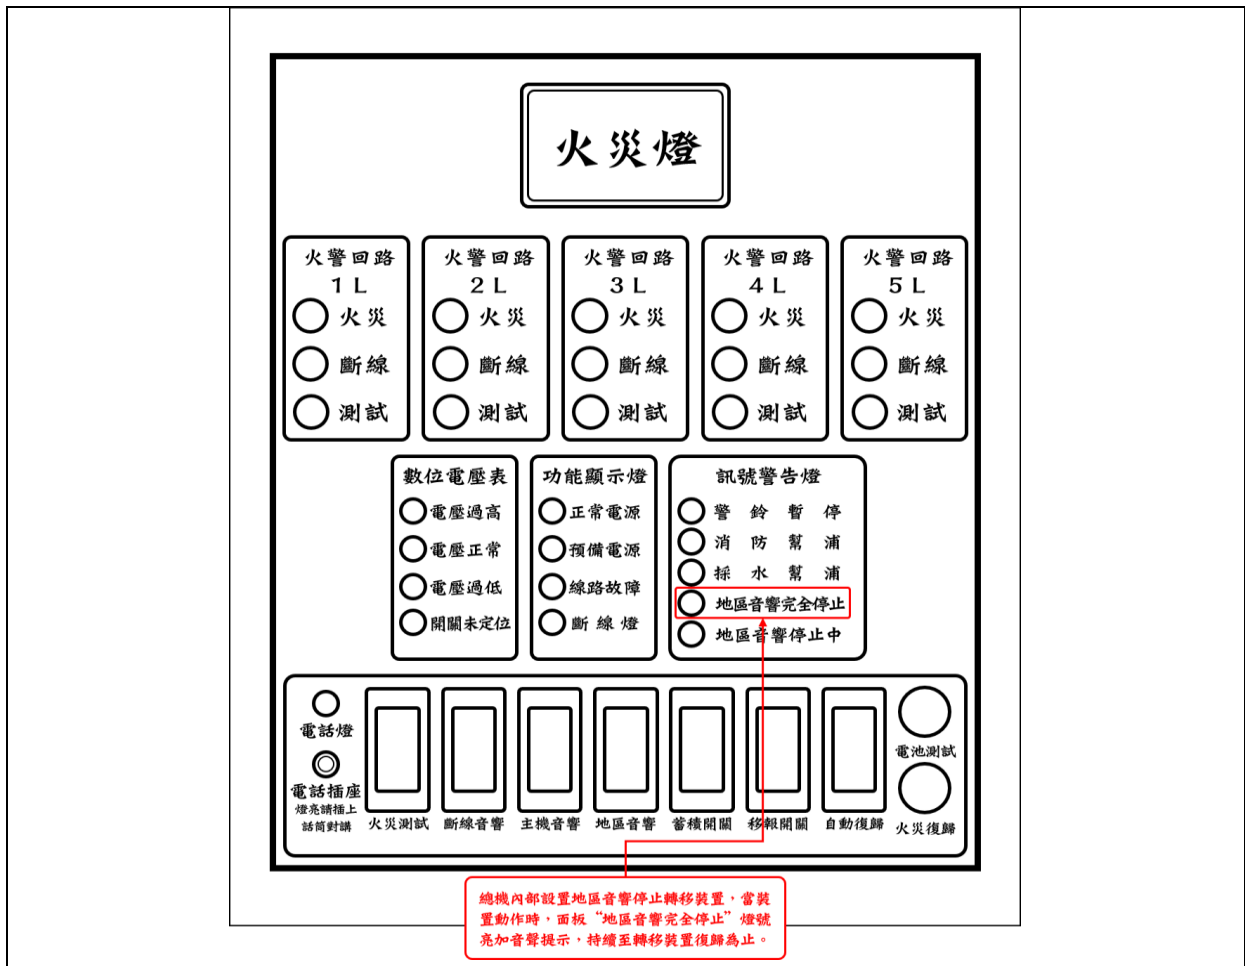 火災燈
火警回路
1 L
火災
斷線
測試
火警回路
2 L
火災
斷線
測試
火警回路
3 L
火災
斷線
測試
火警回路
4 L
火災
斷線
測試
火警回路
5 L
火災
斷線
測試
數位電壓表
電壓過高
電壓正常
電壓過低
開關未定位
功能顯示燈
正常電源
預備電源
線路故障
斷線燈
訊號警告燈
警鈴暫停
消防幫浦
採水幫浦
地區音響完全停止
地區音響停止中
電話燈
電話插座
燈亮請插上
話筒對講
火災測試
斷線音響
主機音響
地區音響
蓄積開關
移報開關
自動復歸
電池測試
火災復歸
總機內部設置地區音響停止轉移裝置，當裝
置動作時，面板“地區音響完全停止”燈號
亮加音聲提示，持續至轉移裝置復歸為止。